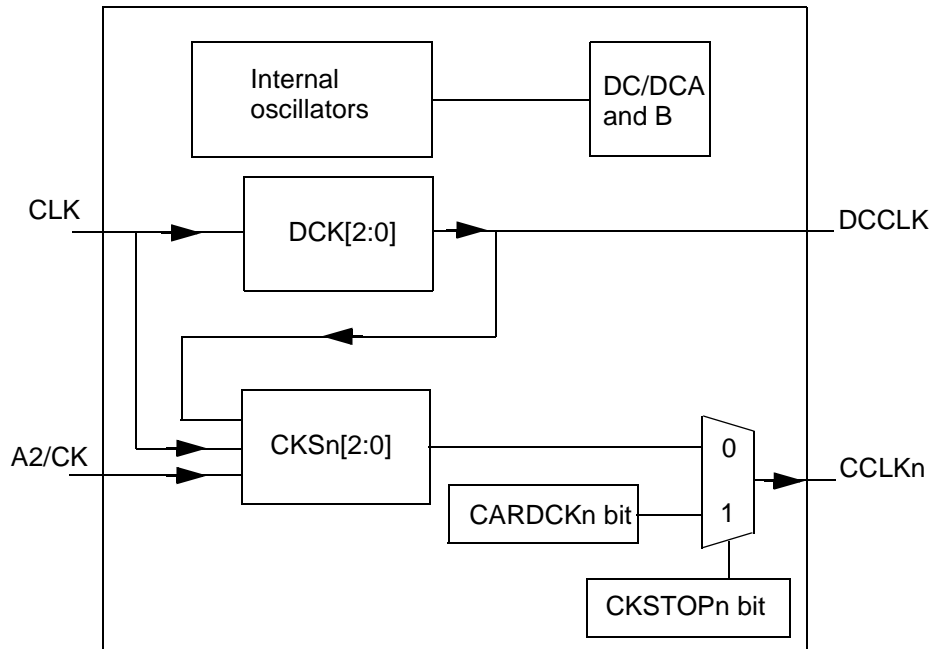 Internal
oscillators
DC/DCA
and B
CLK
DCK[2:0]
DCCLK
A2/CK
CKSn[2:0]
0
CCLKn
CARDCKn bit
1
CKSTOPn bit